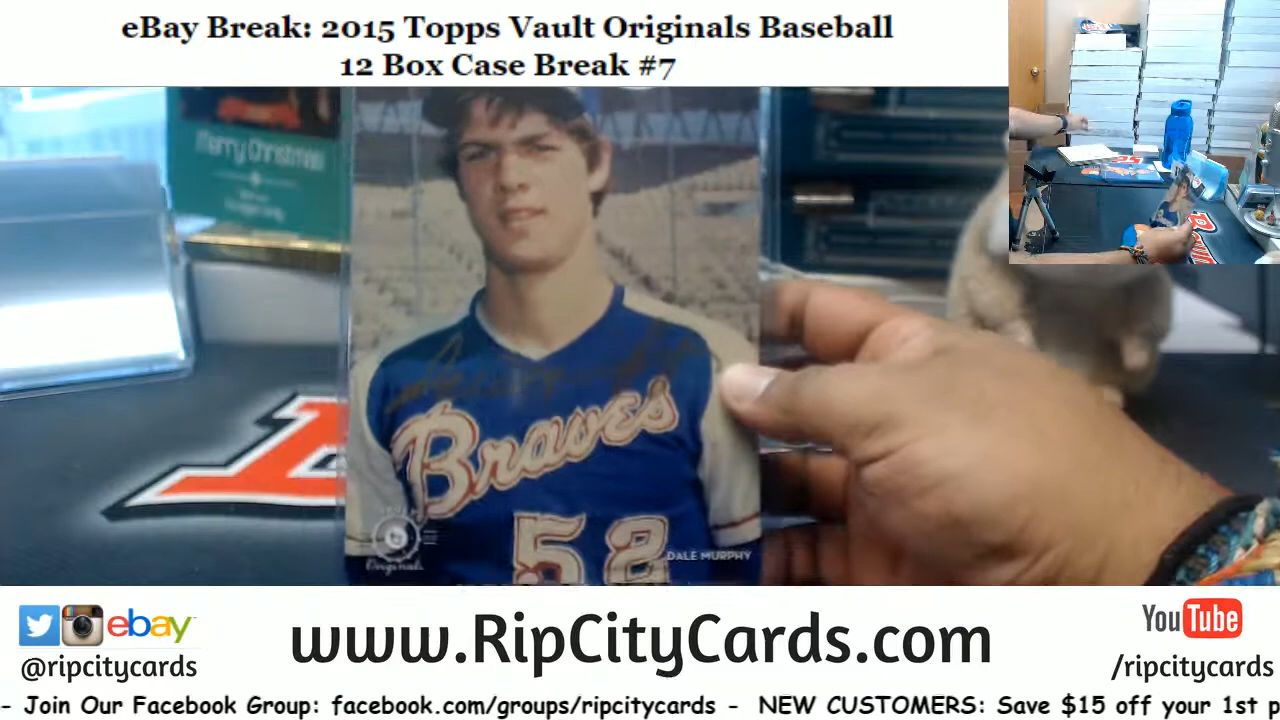 eBay Break: 2015 Topps Vault Originals Baseball
12 Box Case Break #7
Merry Christmas
Braves
52
DALE MURPHY
Originals
ebay
www.RipCityCards.com
YouTube
@ripcitycards
/ripcitycards
- Join Our Facebook Group: facebook.com/groups/ripcitycards - NEW CUSTOMERS: Save $15 off your 1st p